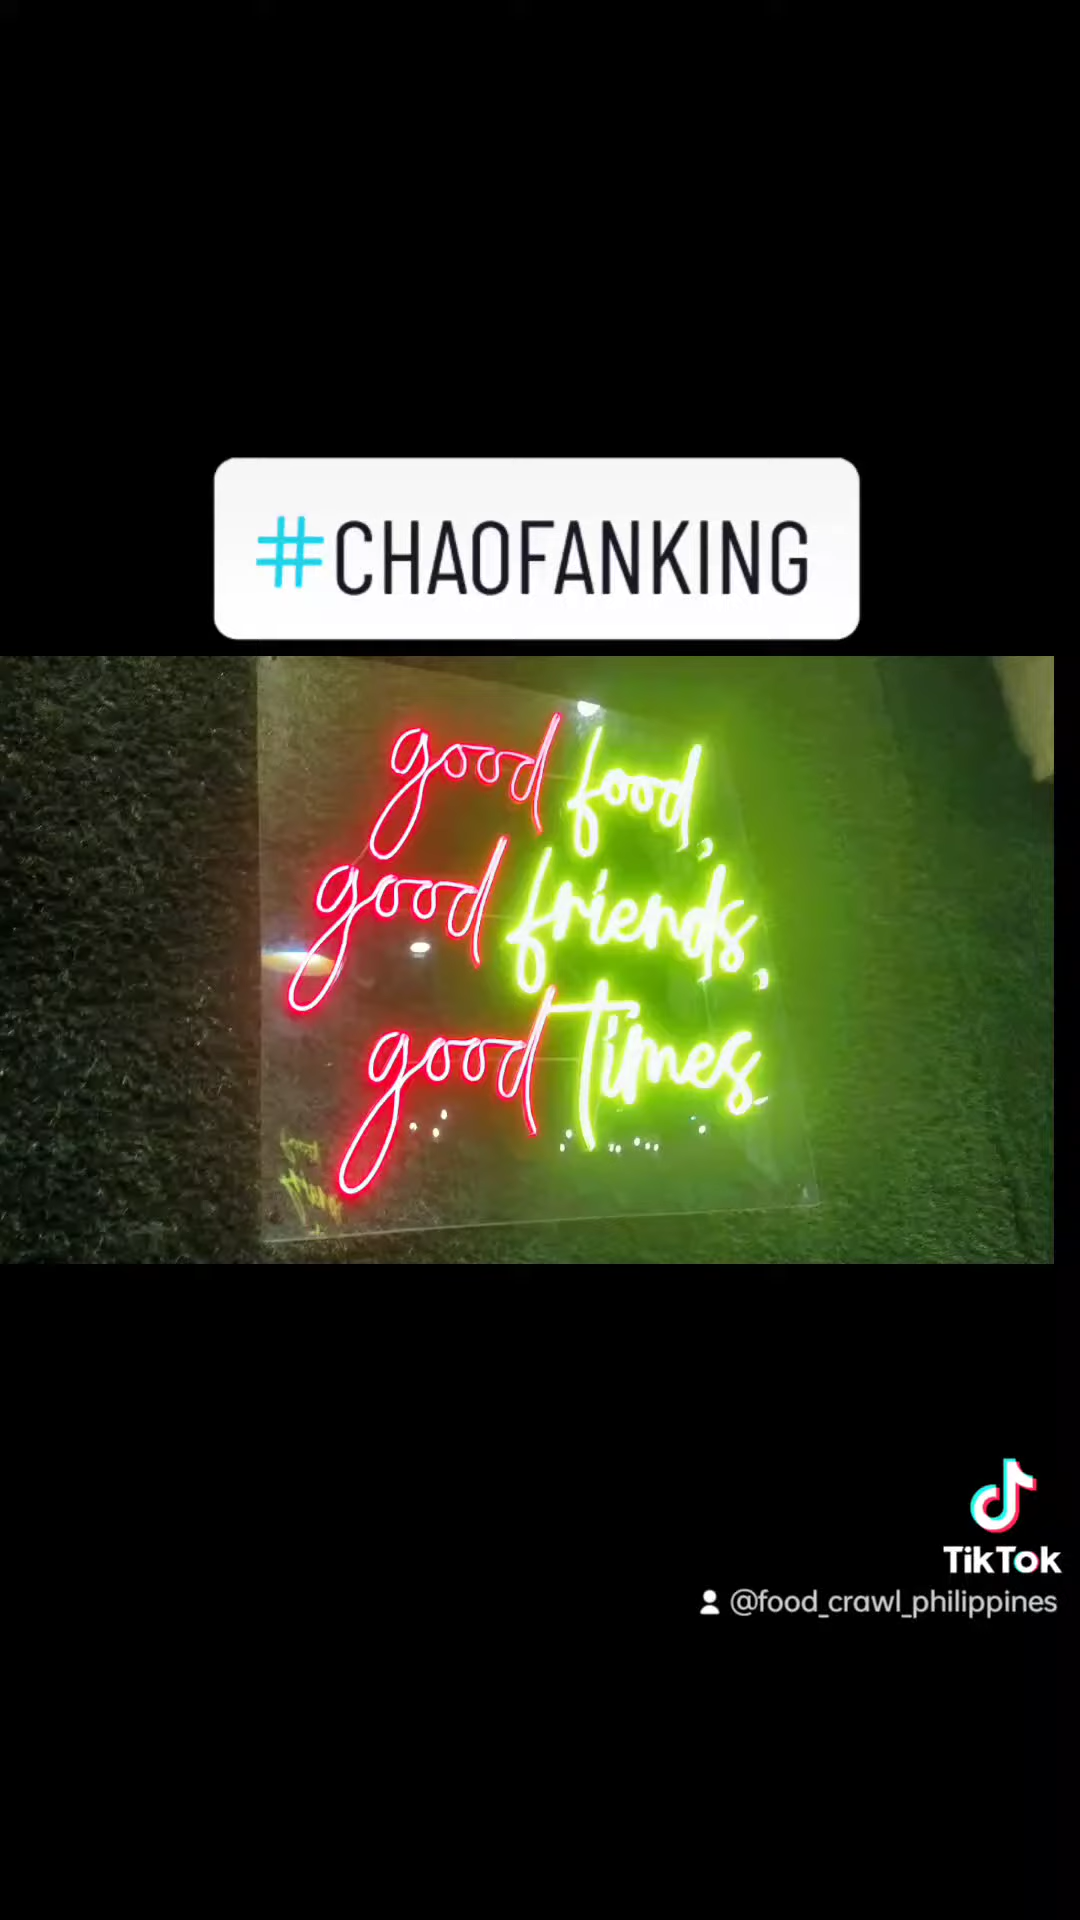 #CHAOFANKING
good food,
good friends,
good times.
TikTok
@food_crawl_philippines